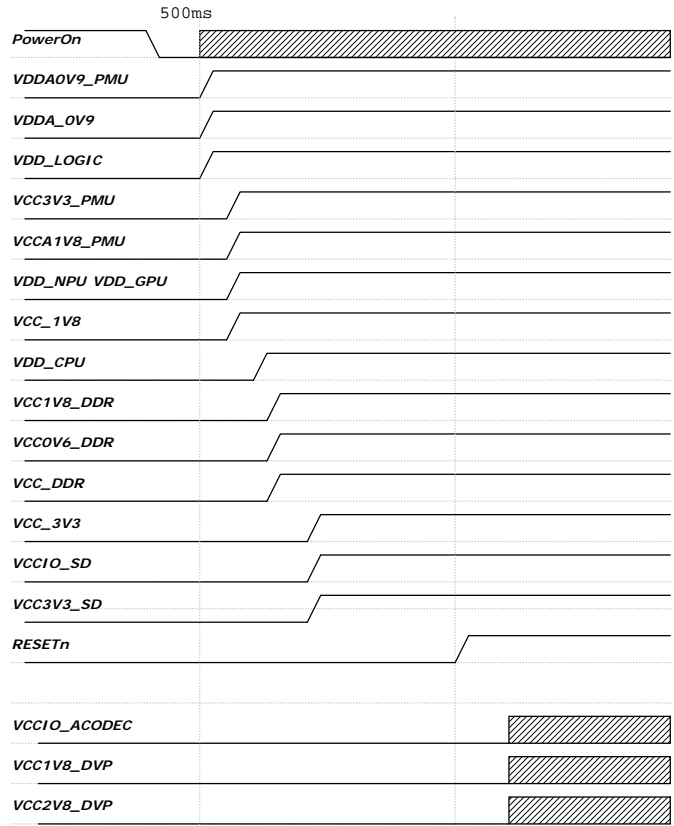 500ms
PowerOn
VDDA0V9_PMU
VDDA_0V9
VDD_LOGIC
VCC3V3_PMU
VCCA1V8_PMU
VDD_NPU VDD_GPU
VCC_1V8
VDD_CPU
VCC1V8_DDR
VCC0V6_DDR
VCC_DDR
VCC_3V3
VCCIO_SD
VCC3V3_SD
RESETn
VCCIO_ACODEC
VCC1V8_DVP
VCC2V8_DVP